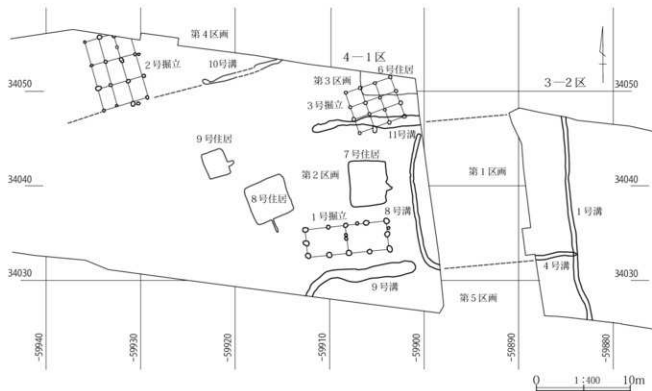 第4区画
4―1区
10号溝
6号住居
2号掘立
第3区画
3―2区
34050
34050
3号掘立
11号溝
9号住居
7号住居
第2区画
第1区画
34040
8号住居
8号溝
1号溝
34040
1号掘立
4号溝
34030
9号溝
第5区画
34030
-59940
-59930
-59920
-59910
-59900
-59890
-59880
0
1:400
10m